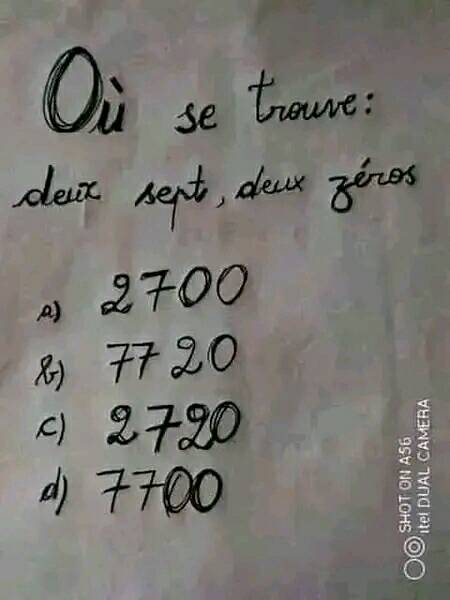 Où se trouve:
deux sept, deux zéros
a) 2700
b) 7720
c) 2720
d) 7700
SHOT ON A56
itel DUAL CAMERA